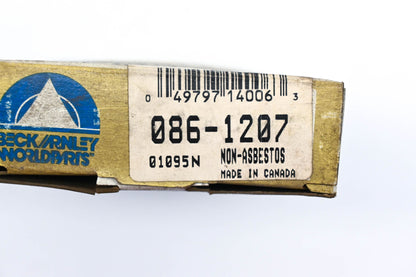 0 49797 14006 3
086-1207
01095N NON-ASBESTOS
MADE IN CANADA
BECK/ARNLEY
WORLDPARTS